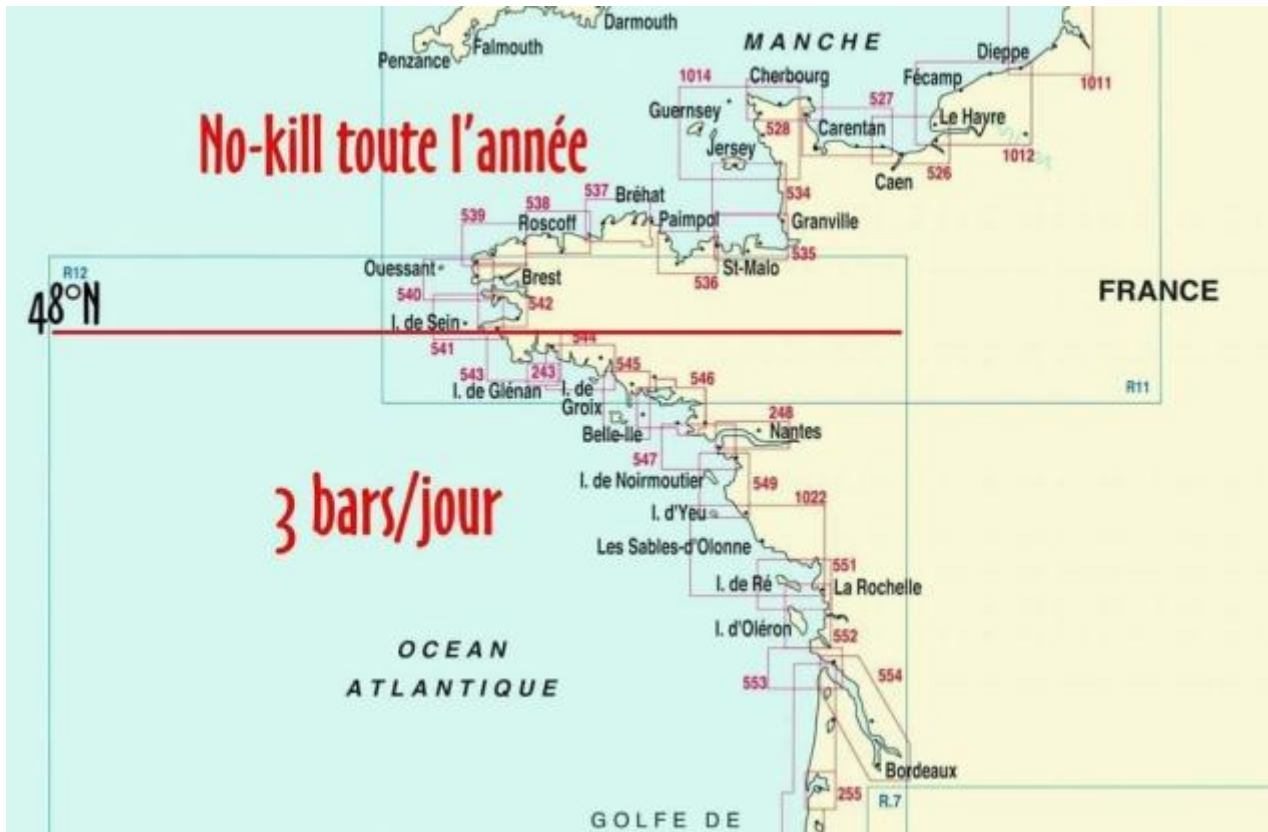 Darmouth
Falmouth
Penzance
MANCHE
Dieppe
1014
Cherbourg
Fécamp
1011
527
Guernsey
Le Havre
No-kill toute l'année
528
Carentan
Jersey
1012
526
Caen
537
Bréhat
534
538
539
Roscoff
Paimpol
Granville
535
Ouessant
R12
St-Malo
536
Brest
540
FRANCE
48°N
542
I. de Sein
541
544
545
543
243
546
R11
I. de Glénan
I. de
Groix
248
Belle-Ile
Nantes
547
I. de Noirmoutier
549
1022
3 bars/jour
I. d'Yeu
Les Sables-d'Olonne
551
I. de Ré
La Rochelle
I. d'Oléron
552
OCEAN
ATLANTIQUE
554
553
Bordeaux
255
R.7
GOLFE DE